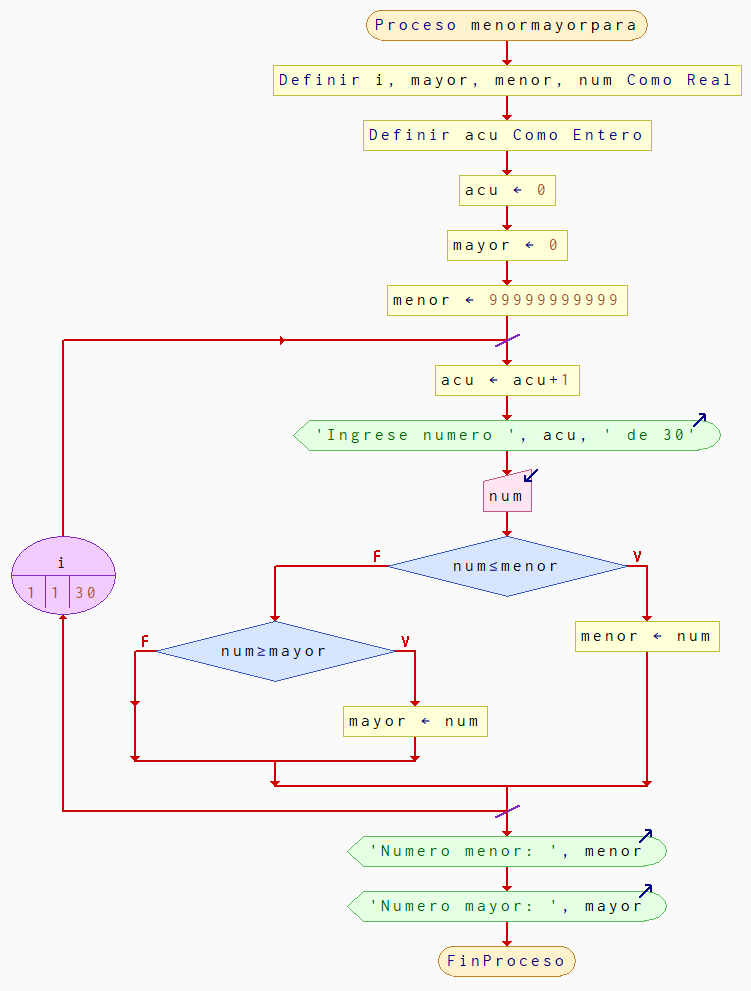 Proceso menormayorpara
Definir i, mayor, menor, num Como Real
Definir acu Como Entero
acu ← 0
mayor ← 0
menor ← 99999999999
acu ← acu+1
'Ingrese numero ', acu, ' de 30'
num
i
1 1 30
F num≤menor V
menor ← num
F num≥mayor V
mayor ← num
'Numero menor: ', menor
'Numero mayor: ', mayor
FinProceso